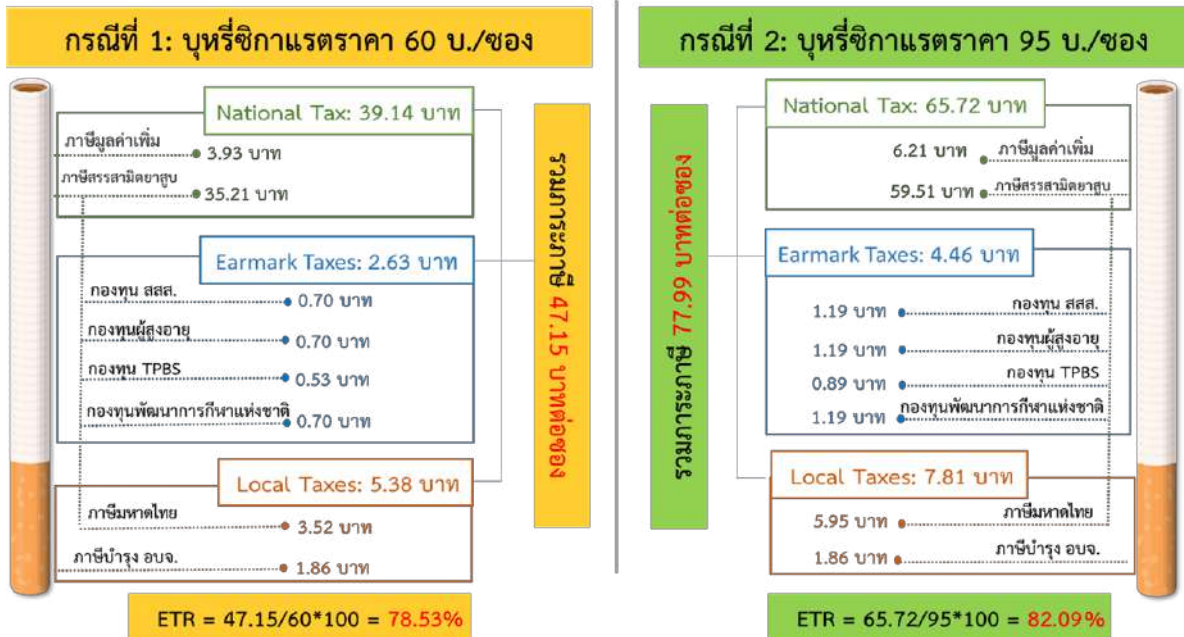 กรณีที่ 1: บุหรี่ซิกาแรตราคา 60 บ./ซอง
National Tax: 39.14 บาท
ภาษีมูลค่าเพิ่ม 3.93 บาท
ภาษีสรรสามิตยาสูบ 35.21 บาท
Earmark Taxes: 2.63 บาท
กองทุน สสส. 0.70 บาท
กองทุนผู้สูงอายุ 0.70 บาท
กองทุน TPBS 0.53 บาท
กองทุนพัฒนาการกีฬาแห่งชาติ 0.70 บาท
Local Taxes: 5.38 บาท
ภาษีมหาดไทย 3.52 บาท
ภาษีบำรุง อบจ. 1.86 บาท
รวมภาระภาษี 47.15 บาทต่อซอง
ETR = 47.15/60*100 = 78.53%
กรณีที่ 2: บุหรี่ซิกาแรตราคา 95 บ./ซอง
รวมภาระภาษี 77.99 บาทต่อซอง
National Tax: 65.72 บาท
6.21 บาท ภาษีมูลค่าเพิ่ม
59.51 บาท ภาษีสรรสามิตยาสูบ
Earmark Taxes: 4.46 บาท
1.19 บาท กองทุน สสส.
1.19 บาท กองทุนผู้สูงอายุ
0.89 บาท กองทุน TPBS
1.19 บาท กองทุนพัฒนาการกีฬาแห่งชาติ
Local Taxes: 7.81 บาท
5.95 บาท ภาษีมหาดไทย
1.86 บาท ภาษีบำรุง อบจ.
ETR = 65.72/95*100 = 82.09%